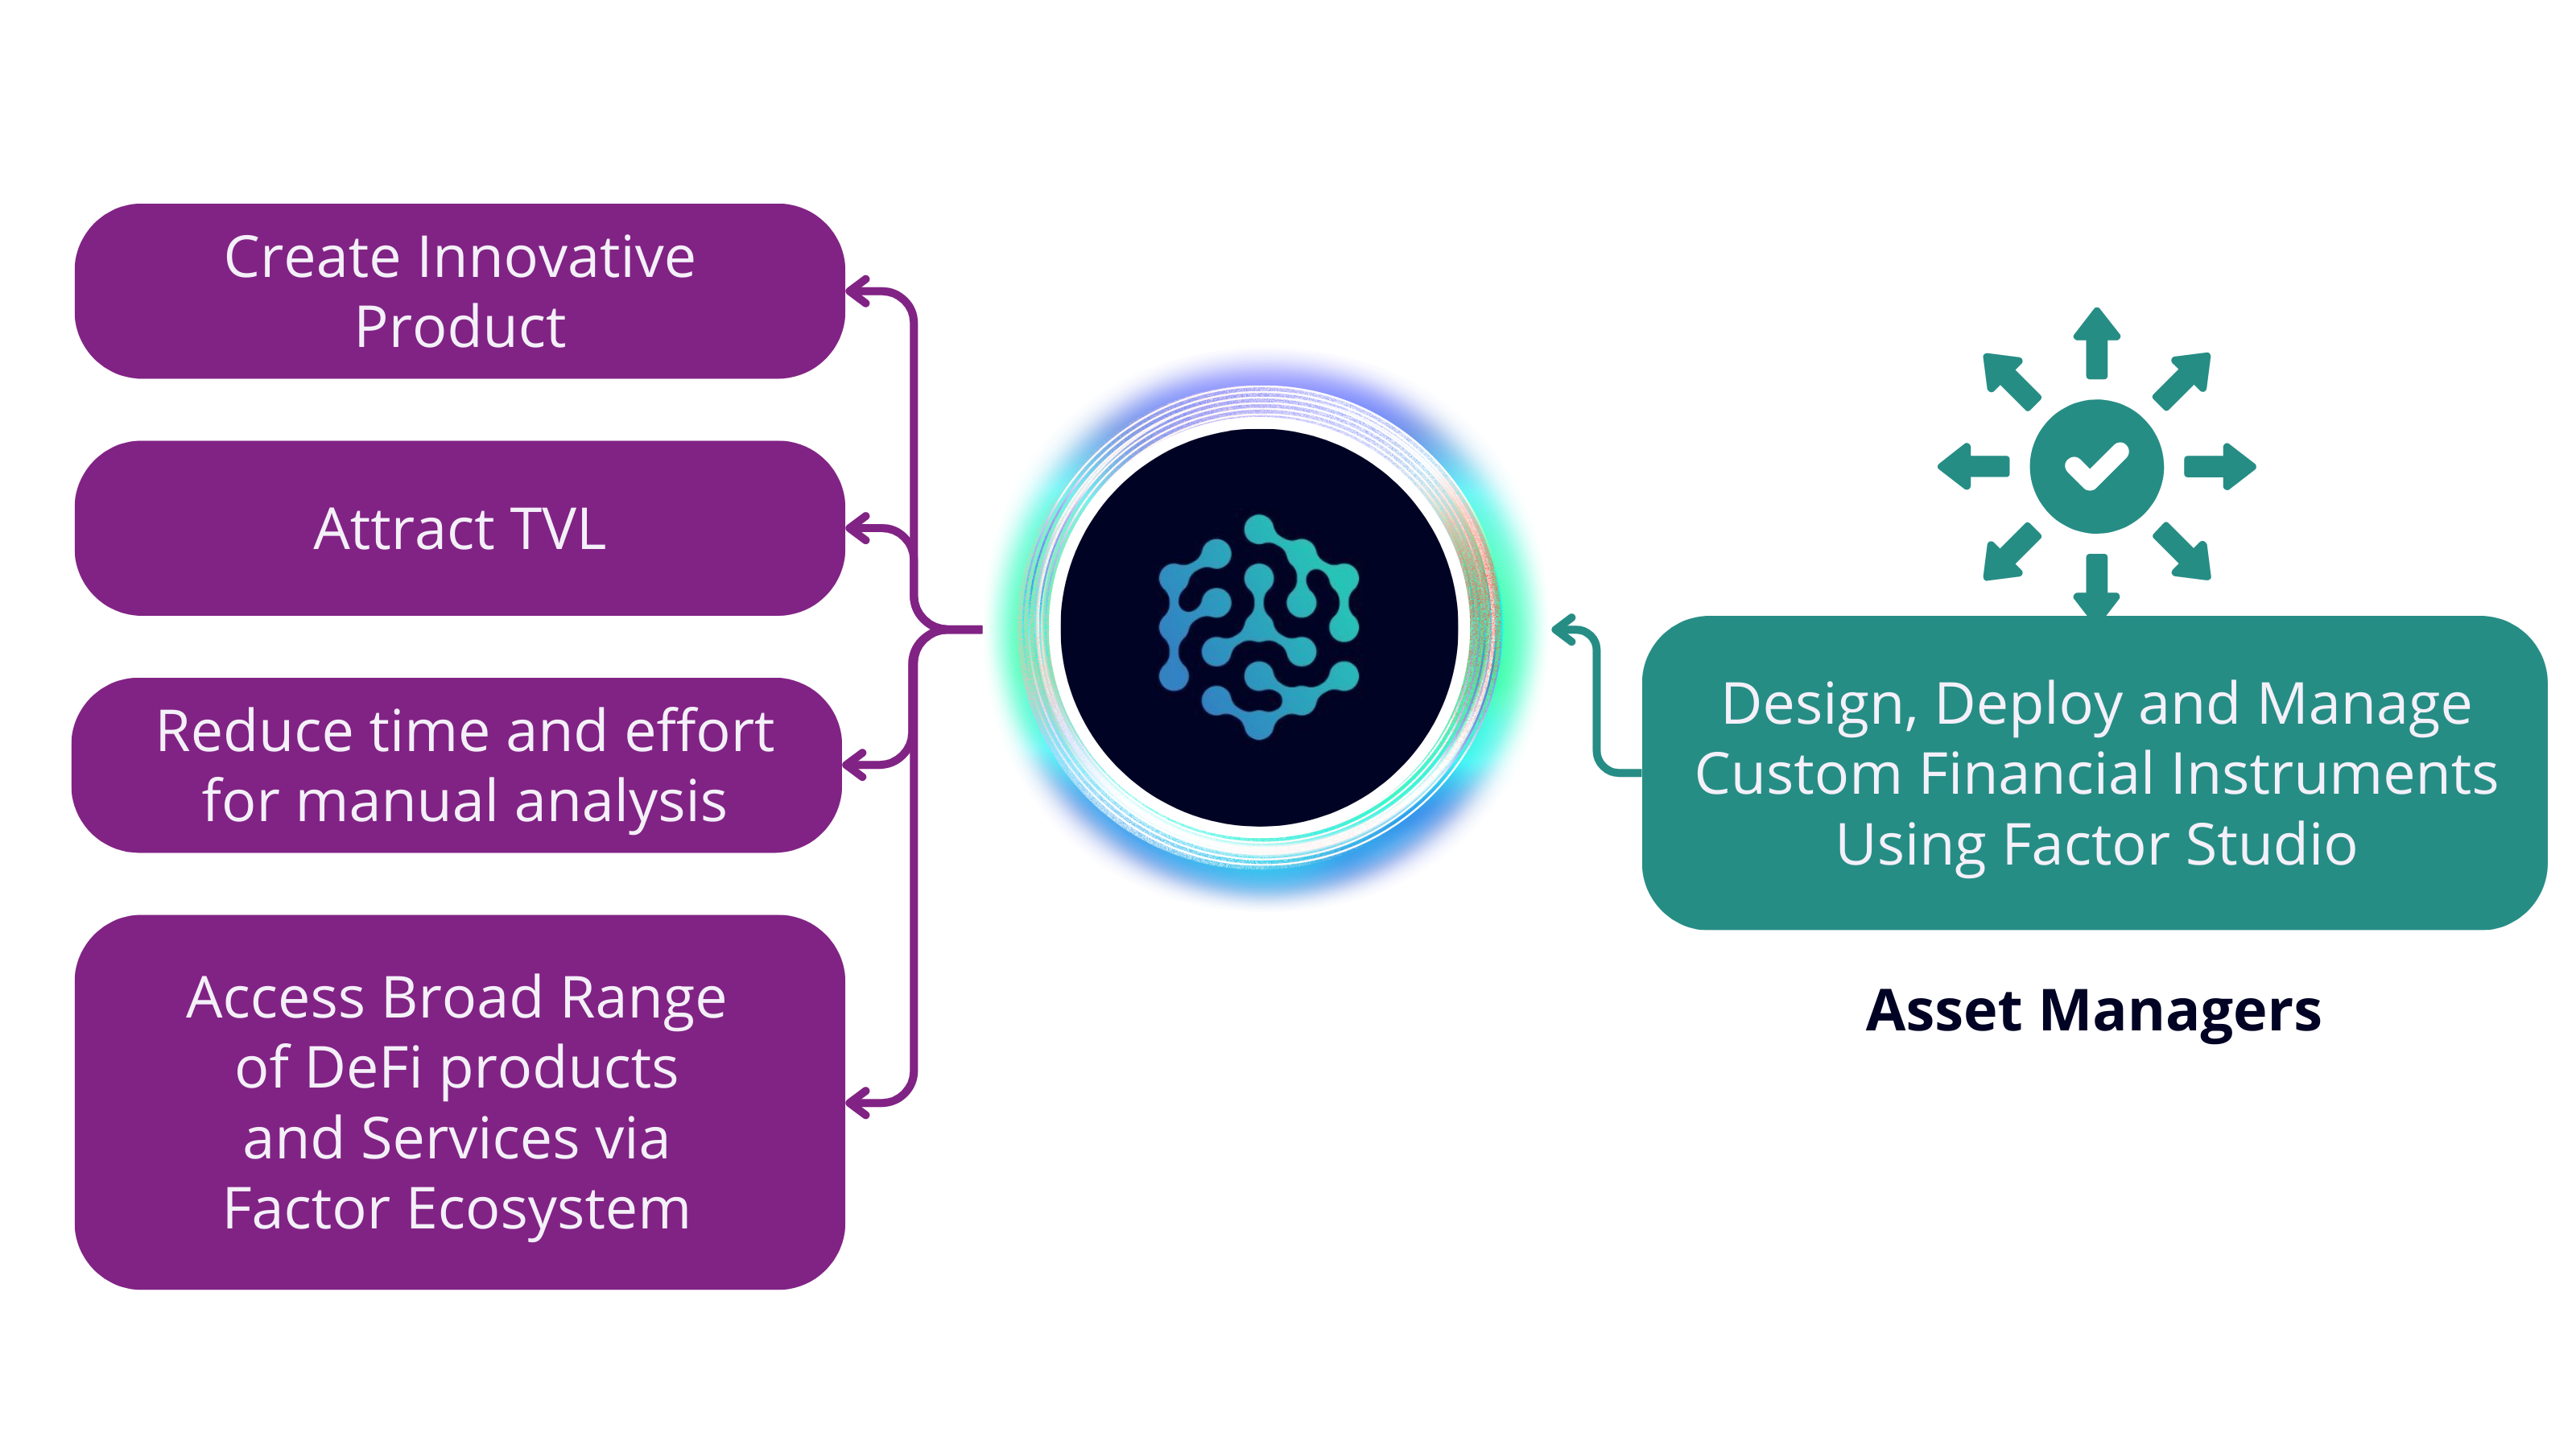 Create Innovative
Product
Attract TVL
Reduce time and effort
for manual analysis
Access Broad Range
of DeFi products
and Services via
Factor Ecosystem
Design, Deploy and Manage
Custom Financial Instruments
Using Factor Studio
Asset Managers